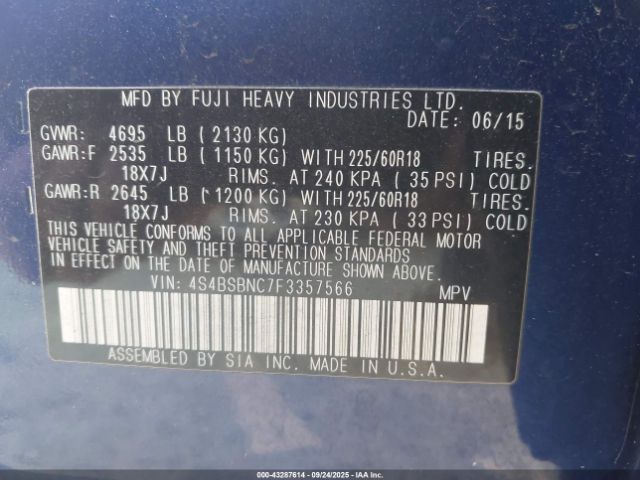 MFD BY FUJI HEAVY INDUSTRIES LTD.
DATE: 06/15
GVWR: 4695 LB ( 2130 KG)
GAWR:F 2535 LB ( 1150 KG) WITH 225/60R18 TIRES.
18X7J RIMS. AT 240 KPA ( 35 PSI) COLD
GAWR:R 2645 LB ( 1200 KG) WITH 225/60R18 TIRES.
18X7J RIMS. AT 230 KPA ( 33 PSI) COLD
THIS VEHICLE CONFORMS TO ALL APPLICABLE FEDERAL MOTOR
VEHICLE SAFETY AND THEFT PREVENTION STANDARDS
IN EFFECT ON THE DATE OF MANUFACTURE SHOWN ABOVE.
VIN: 4S4BSBNC7F3357566 MPV
ASSEMBLED BY SIA INC. MADE IN U.S.A.
000-43287614 - 09/24/2025 - IAAI.COM